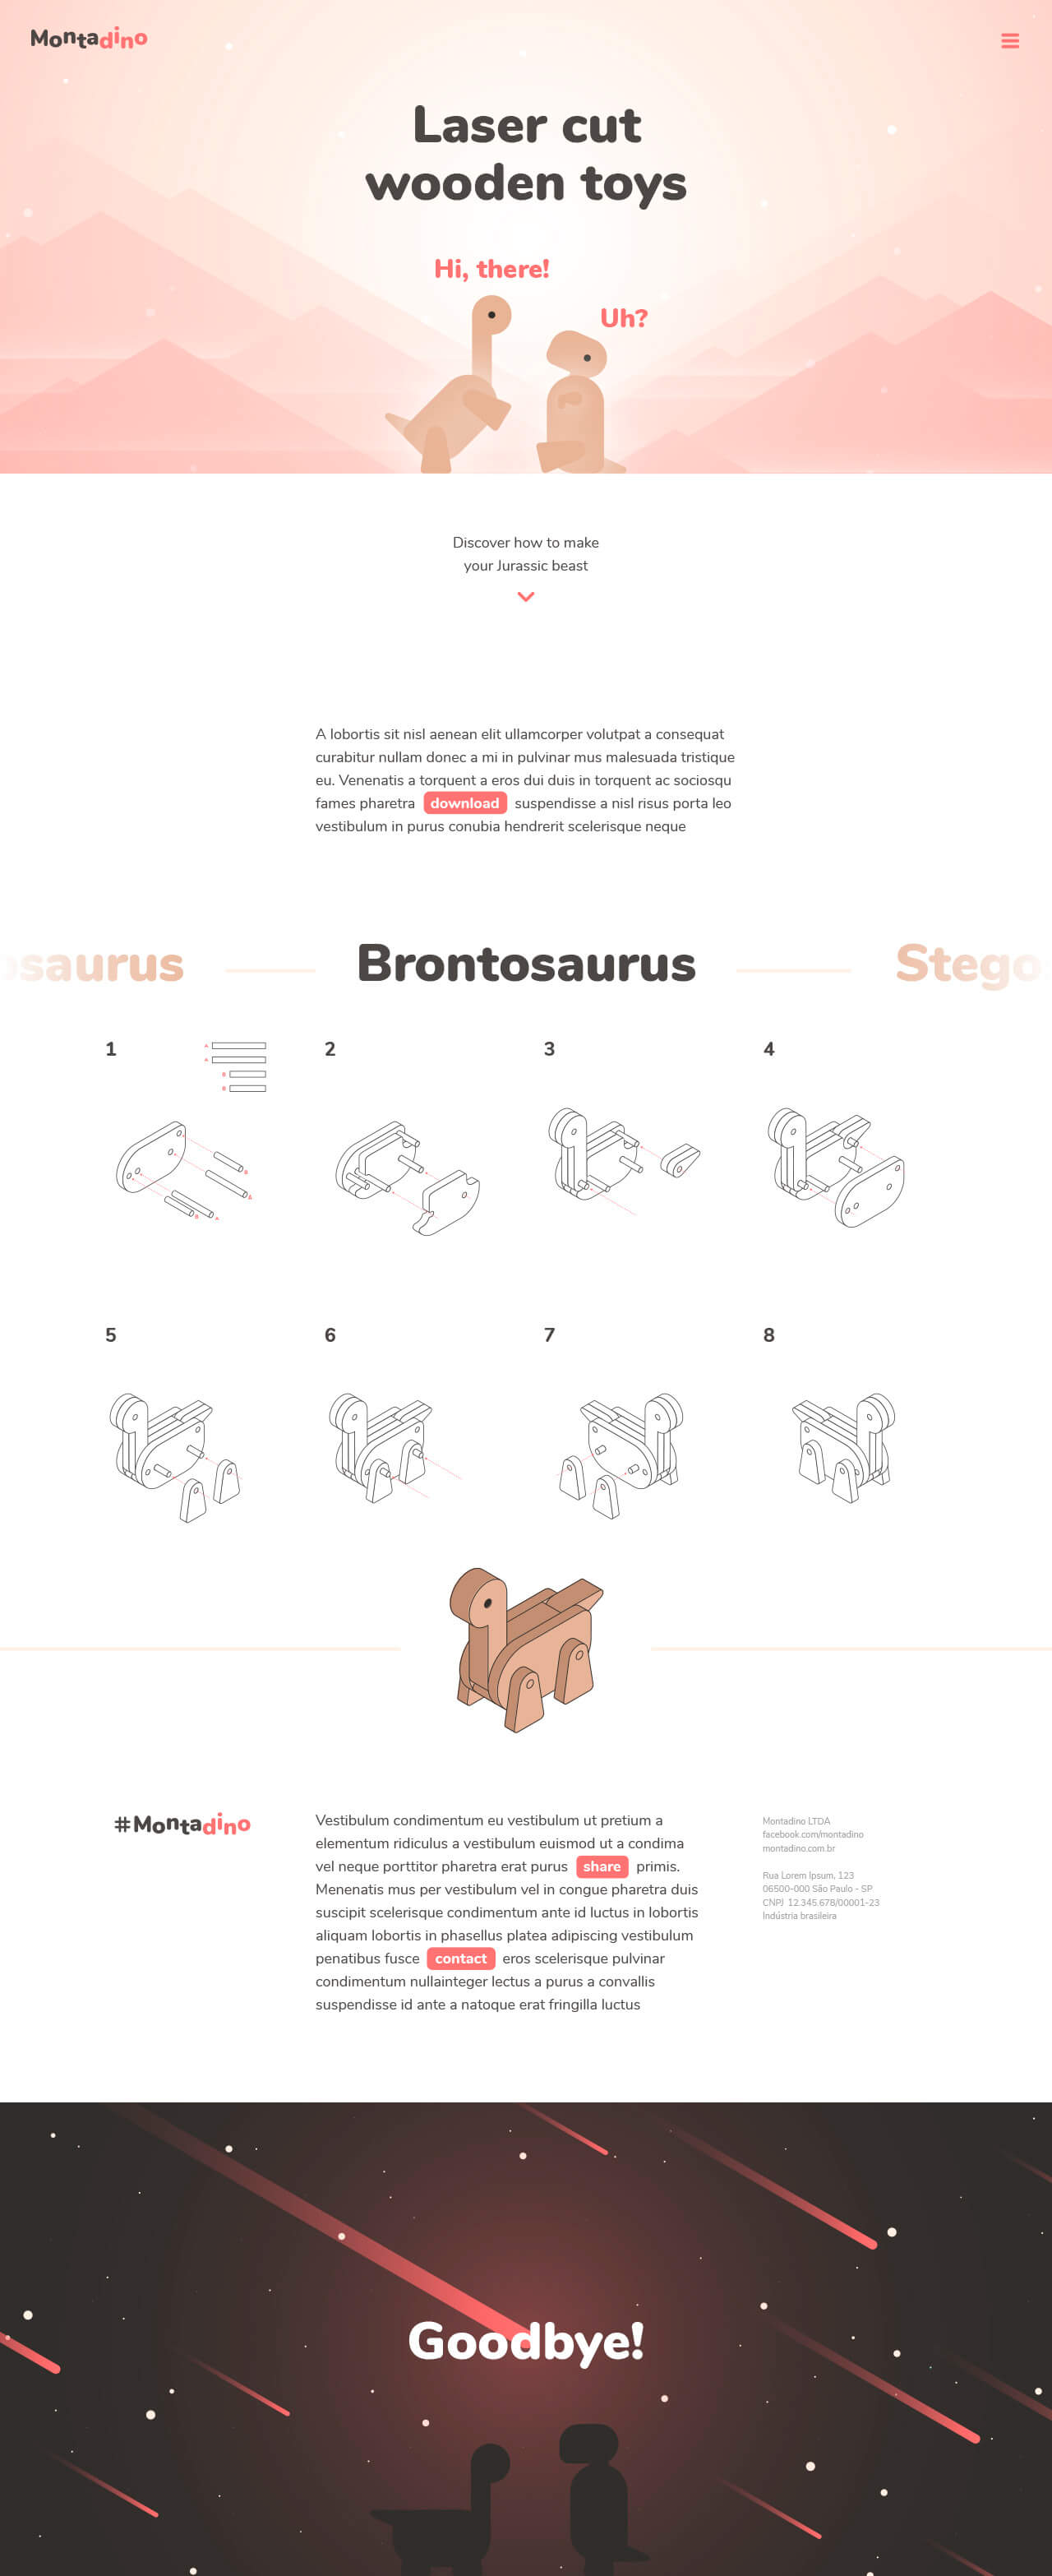 Montadino
Laser cut
wooden toys
Hi, there!
Uh?
Discover how to make
your Jurassic beast
A lobortis sit nisl aenean elit ullamcorper volutpat a consequat
curabitur nullam donec a mi in pulvinar mus malesuada tristique
eu. Venenatis a torquent a eros dui duis in torquent ac sociosqu
fames pharetra download suspendisse a nisl risus porta leo
vestibulum in purus conubia hendrerit scelerisque neque
osaurus Brontosaurus Stego
1 2 3 4
A
A
B
B
B
A
B A
5 6 7 8
#Montadino
Vestibulum condimentum eu vestibulum ut pretium a
elementum ridiculus a vestibulum euismod ut a condima
vel neque porttitor pharetra erat purus share primis.
Menenatis mus per vestibulum vel in congue pharetra duis
suscipit scelerisque condimentum ante id luctus in lobortis
aliquam lobortis in phasellus platea adipiscing vestibulum
penatibus fusce contact eros scelerisque pulvinar
condimentum nullainteger lectus a purus a convallis
suspendisse id ante a natoque erat fringilla luctus
Montadino LTDA
facebook.com/montadino
montadino.com.br
Rua Lorem Ipsum, 123
06500-000 São Paulo - SP
CNPJ 12.345.678/00001-23
Indústria brasileira
Goodbye!